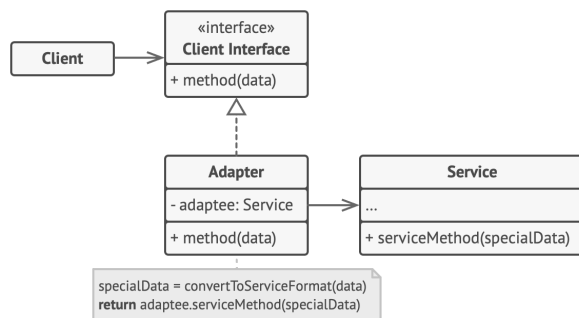 «interface»
Client Interface
Client
+ method(data)
Adapter
- adaptee: Service
+ method(data)
Service
...
+ serviceMethod(specialData)
specialData = convertToServiceFormat(data)
return adaptee.serviceMethod(specialData)